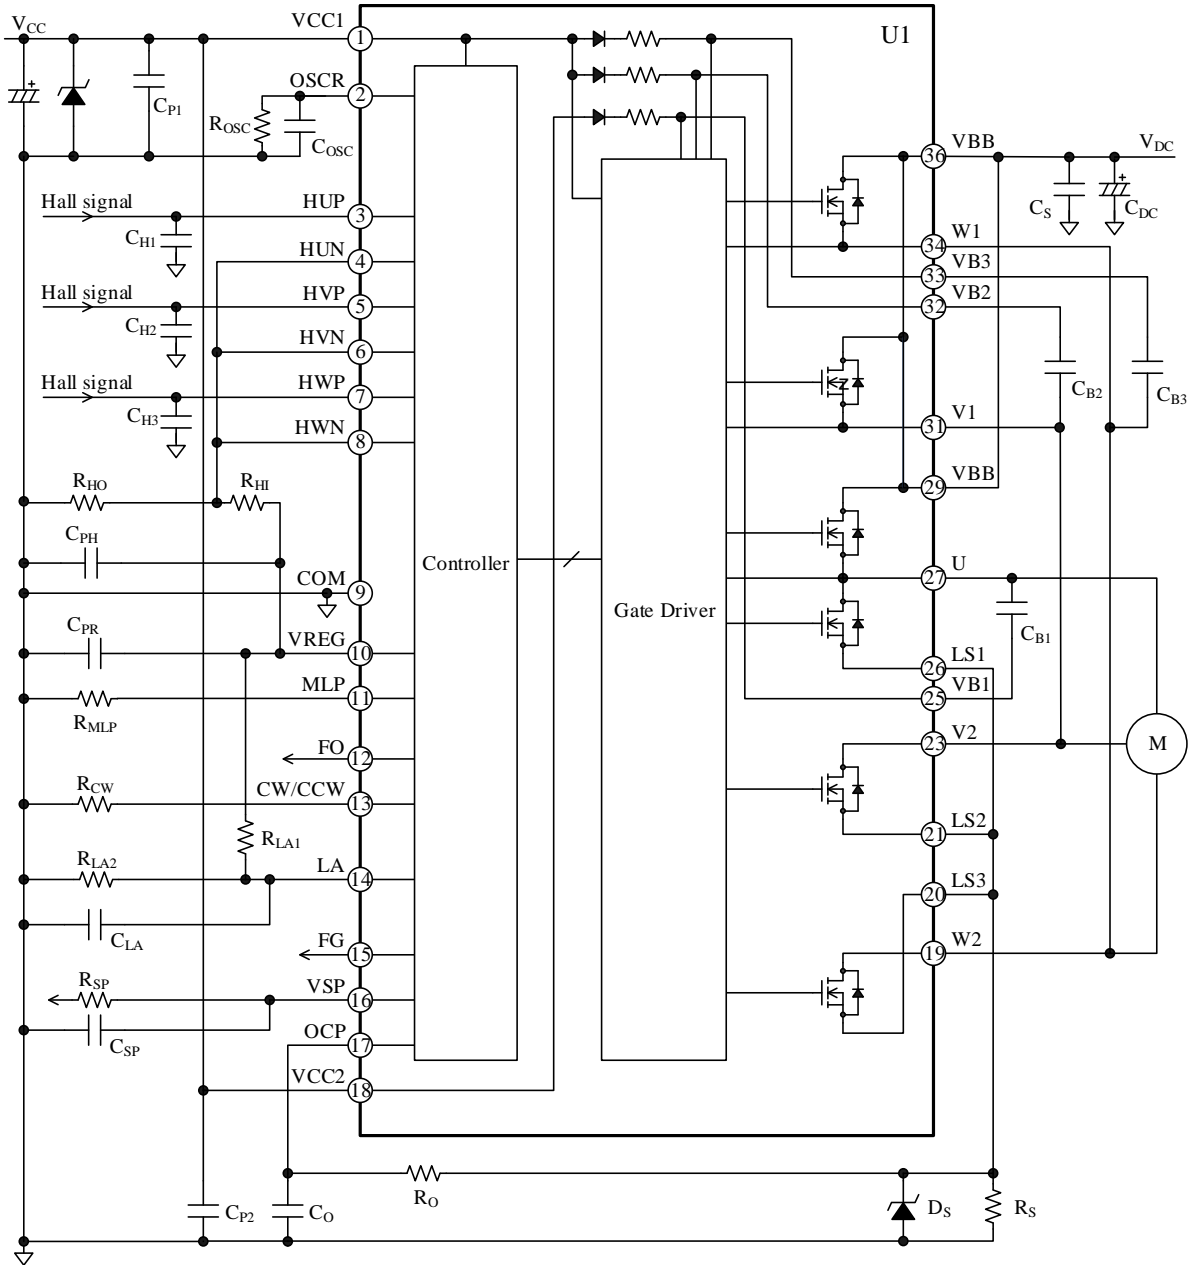 VCC
VCC1
1
U1
OSCR
2
CP1
ROSC
COSC
VBB
36
VDC
Hall signal
HUP
3
CH1
CS
CDC
W1
34
HUN
4
VB3
33
Hall signal
HVP
5
VB2
32
CH2
HVN
6
CB2
CB3
Hall signal
HWP
7
CH3
V1
31
HWN
8
RHO
RHI
VBB
29
CPH
Controller
COM
9
U
27
Gate Driver
CPR
VREG
10
CB1
LS1
26
MLP
11
VB1
25
RMLP
FO
12
V2
23
M
RCW
CW/CCW
13
RLA1
LS2
21
RLA2
LA
14
LS3
20
CLA
FG
15
W2
19
RSP
VSP
16
CSP
OCP
17
VCC2
18
RO
CP2
CO
DS
RS